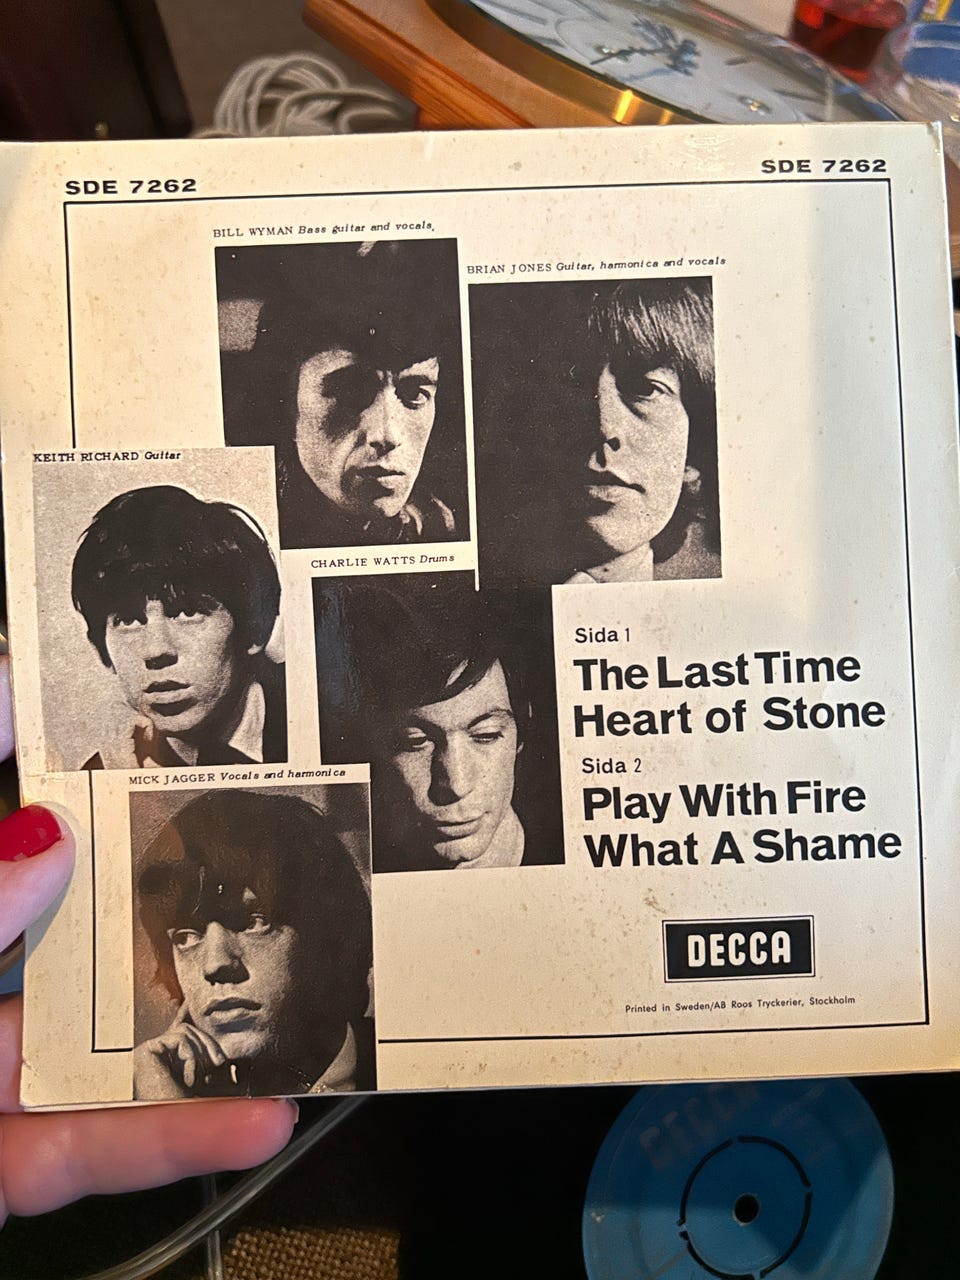 SDE 7262
SDE 7262
BILL WYMAN Bass guitar and vocals,
BRIAN JONES Guitar, harmonica and vocals
KEITH RICHARD Guitar
CHARLIE WATTS Drums
MICK JAGGER Vocals and harmonica
Sida 1
The Last Time
Heart of Stone
Sida 2
Play With Fire
What A Shame
DECCA
Printed in Sweden/AB Roos Tryckerier, Stockholm
DECCA